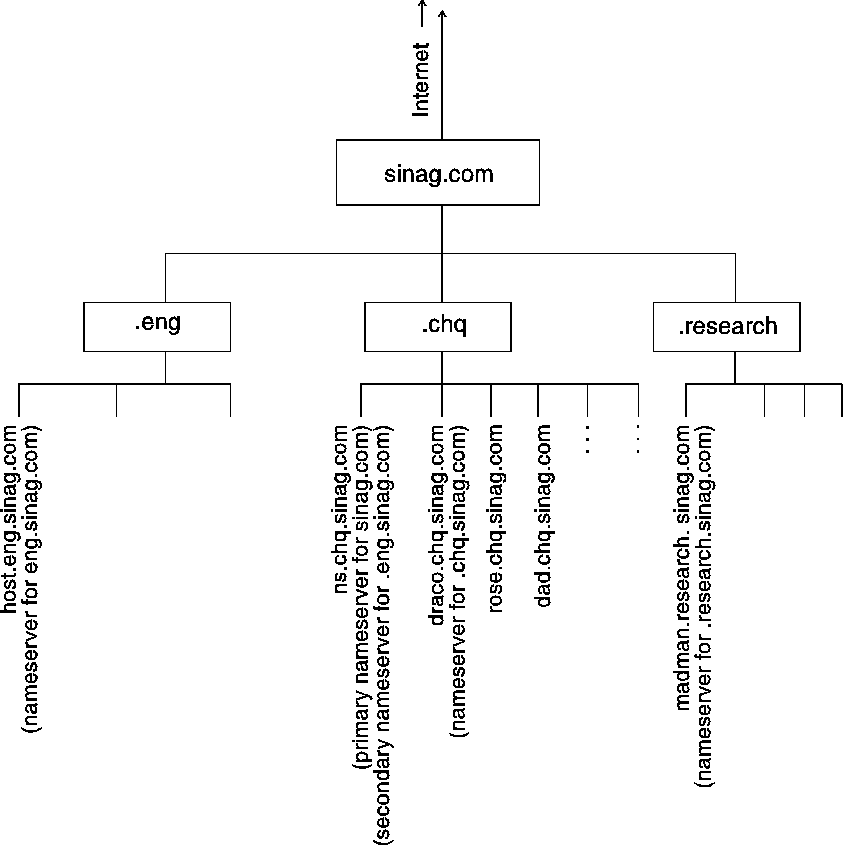 Internet
sinag.com
.eng
.chq
.research
host.eng.sinag.com
(nameserver for eng.sinag.com)
ns.chq.sinag.com
(primary nameserver for sinag.com)
(secondary nameserver for .eng.sinag.com)
draco.chq.sinag.com
(nameserver for .chq.sinag.com)
rose.chq.sinag.com
dad.chq.sinag.com
. . .
. . .
madman.research. sinag.com
(nameserver for .research.sinag.com)